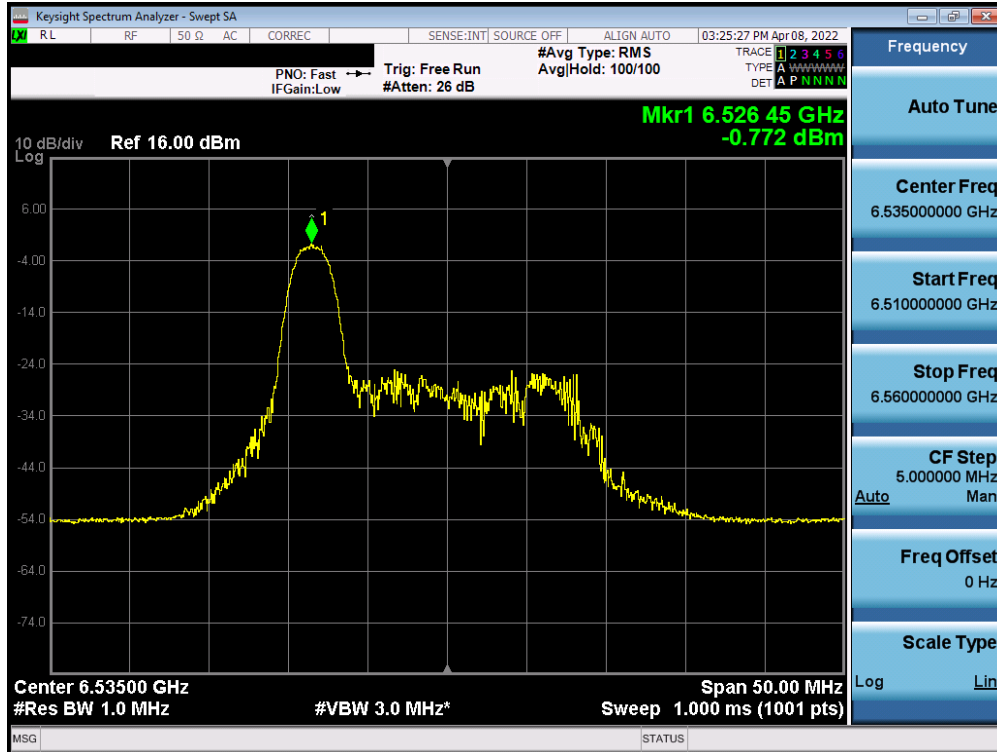 Keysight Spectrum Analyzer - Swept SA
LXI RL RF 50 Ω AC CORREC SENSE:INT SOURCE OFF ALIGN AUTO 03:25:27 PM Apr 08, 2022
PNO: Fast Trig: Free Run #Avg Type: RMS TRACE 1 2 3 4 5 6
IFGain:Low #Atten: 26 dB Avg|Hold: 100/100 TYPE A WWWWW
DET A P N N N N
Mkr1 6.526 45 GHz
-0.772 dBm
10 dB/div Ref 16.00 dBm
Log
1
6.00
-4.00
-14.0
-24.0
-34.0
-44.0
-54.0
-64.0
-74.0
Center 6.53500 GHz Span 50.00 MHz
#Res BW 1.0 MHz #VBW 3.0 MHz* Sweep 1.000 ms (1001 pts)
MSG STATUS
Frequency
Auto Tune
Center Freq
6.535000000 GHz
Start Freq
6.510000000 GHz
Stop Freq
6.560000000 GHz
CF Step
5.000000 MHz
Auto Man
Freq Offset
0 Hz
Scale Type
Log Lin